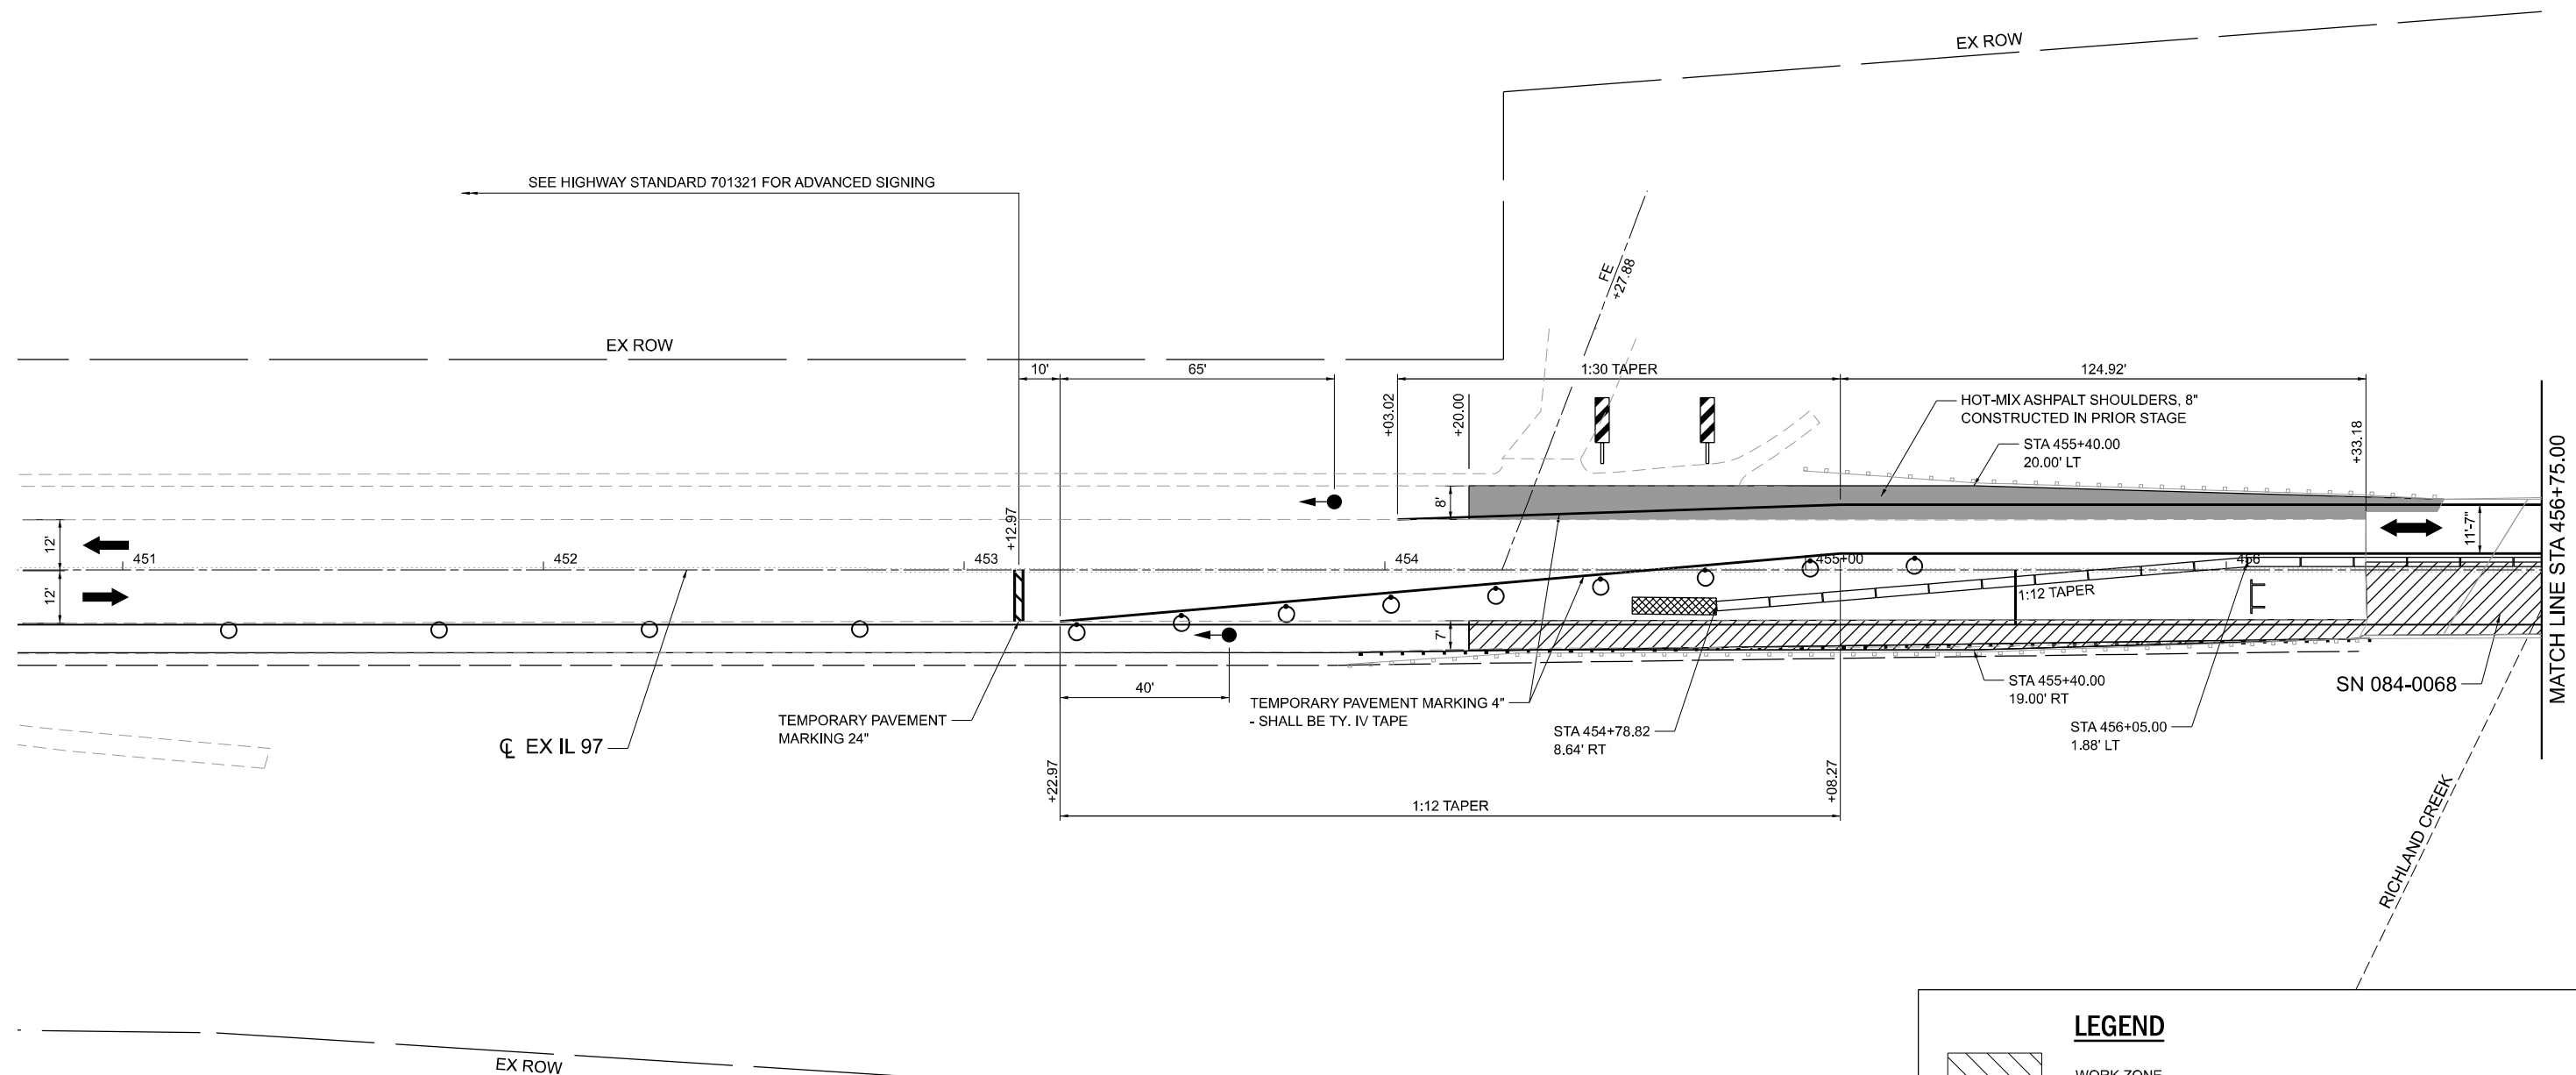 EX ROW
SEE HIGHWAY STANDARD 701321 FOR ADVANCED SIGNING
FE
+27.88
EX ROW
10'
65'
1:30 TAPER
124.92'
+03.02
+20.00
HOT-MIX ASHPALT SHOULDERS, 8"
CONSTRUCTED IN PRIOR STAGE
STA 455+40.00
20.00' LT
+33.18
MATCH LINE STA 456+75.00
8'
+12.97
12'
12'
11'-7"
451
452
453
454
455+00
456
1:12 TAPER
7'
40'
TEMPORARY PAVEMENT
MARKING 24"
TEMPORARY PAVEMENT MARKING 4"
- SHALL BE TY. IV TAPE
STA 454+78.82
8.64' RT
STA 455+40.00
19.00' RT
STA 456+05.00
1.88' LT
SN 084-0068
℄ EX IL 97
+22.97
+08.27
1:12 TAPER
RICHLAND CREEK
EX ROW
LEGEND
WORK ZONE